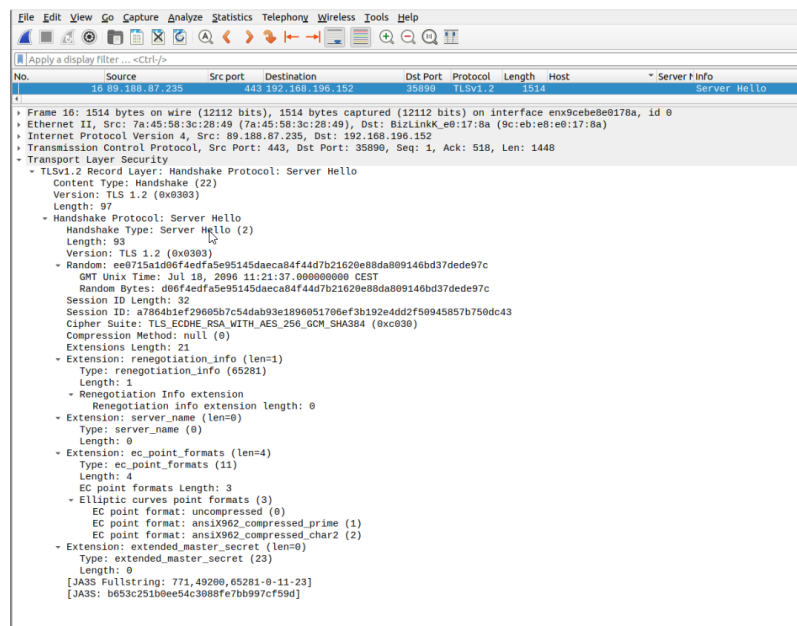 File Edit View Go Capture Analyze Statistics Telephony Wireless Tools Help
Apply a display filter ... <Ctrl-/>
No. Source Src port Destination Dst Port Protocol Length Host Server N Info
16 89.188.87.235 443 192.168.196.152 35890 TLSv1.2 1514 Server Hello
Frame 16: 1514 bytes on wire (12112 bits), 1514 bytes captured (12112 bits) on interface enx9cebe8e0178a, id 0
Ethernet II, Src: 7a:45:58:3c:28:49 (7a:45:58:3c:28:49), Dst: BizLinkK_e0:17:8a (9c:eb:e8:e0:17:8a)
Internet Protocol Version 4, Src: 89.188.87.235, Dst: 192.168.196.152
Transmission Control Protocol, Src Port: 443, Dst Port: 35890, Seq: 1, Ack: 518, Len: 1448
Transport Layer Security
TLSv1.2 Record Layer: Handshake Protocol: Server Hello
Content Type: Handshake (22)
Version: TLS 1.2 (0x0303)
Length: 97
Handshake Protocol: Server Hello
Handshake Type: Server Hello (2)
Length: 93
Version: TLS 1.2 (0x0303)
Random: ee0715a1d06f4edfa5e95145daeca84f44d7b21620e88da809146bd37dede97c
GMT Unix Time: Jul 18, 2096 11:21:37.000000000 CEST
Random Bytes: d06f4edfa5e95145daeca84f44d7b21620e88da809146bd37dede97c
Session ID Length: 32
Session ID: a7864b1ef29605b7c54dab93e1896051706ef3b192e4dd2f50945857b750dc43
Cipher Suite: TLS_ECDHE_RSA_WITH_AES_256_GCM_SHA384 (0xc030)
Compression Method: null (0)
Extensions Length: 21
Extension: renegotiation_info (len=1)
Type: renegotiation_info (65281)
Length: 1
Renegotiation Info extension
Renegotiation info extension length: 0
Extension: server_name (len=0)
Type: server_name (0)
Length: 0
Extension: ec_point_formats (len=4)
Type: ec_point_formats (11)
Length: 4
EC point formats Length: 3
Elliptic curves point formats (3)
EC point format: uncompressed (0)
EC point format: ansiX962_compressed_prime (1)
EC point format: ansiX962_compressed_char2 (2)
Extension: extended_master_secret (len=0)
Type: extended_master_secret (23)
Length: 0
[JA3S Fullstring: 771,49200,65281-0-11-23]
[JA3S: b653c251b0ee54c3088fe7bb997cf59d]